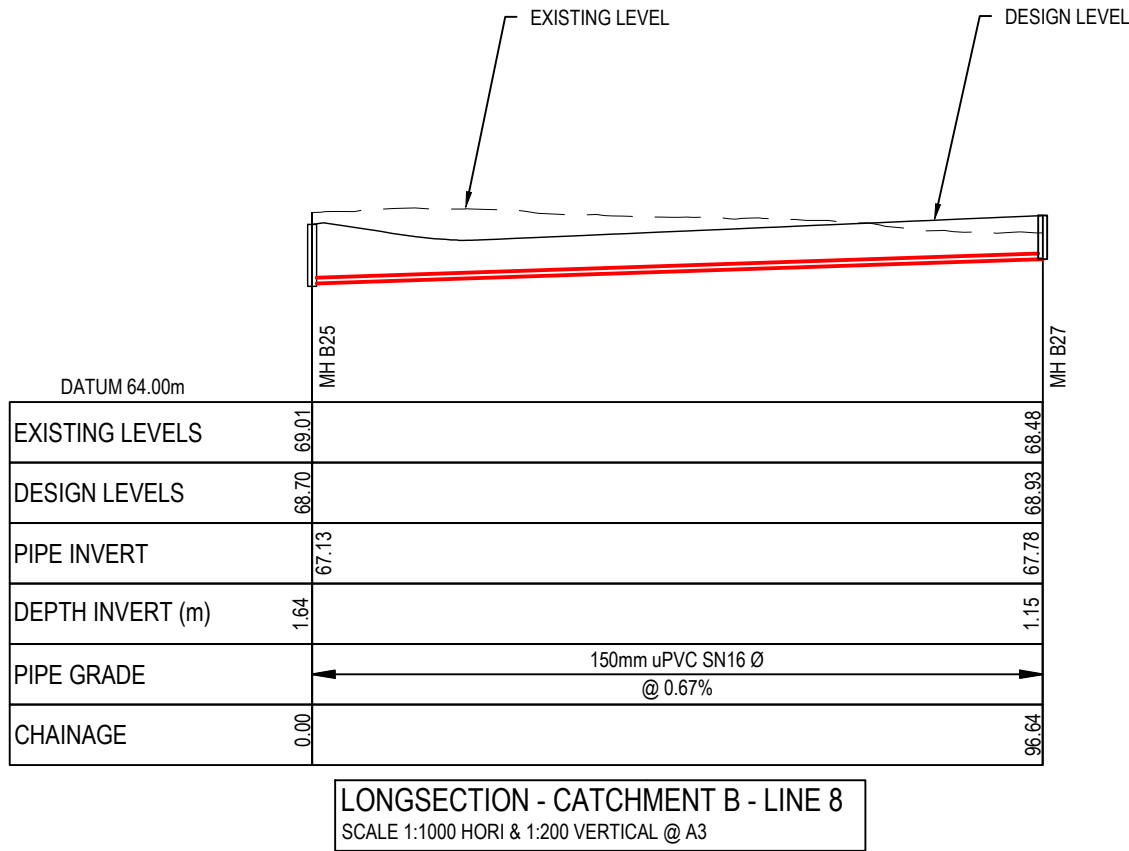 EXISTING LEVEL
DESIGN LEVEL
MH B25
MH B27
DATUM 64.00m
EXISTING LEVELS 69.01 68.48
DESIGN LEVELS 68.70 68.93
PIPE INVERT 67.13 67.78
DEPTH INVERT (m) 1.64 1.15
PIPE GRADE
150mm uPVC SN16 Ø
@ 0.67%
CHAINAGE 0.00 96.64
LONGSECTION - CATCHMENT B - LINE 8
SCALE 1:1000 HORI & 1:200 VERTICAL @ A3